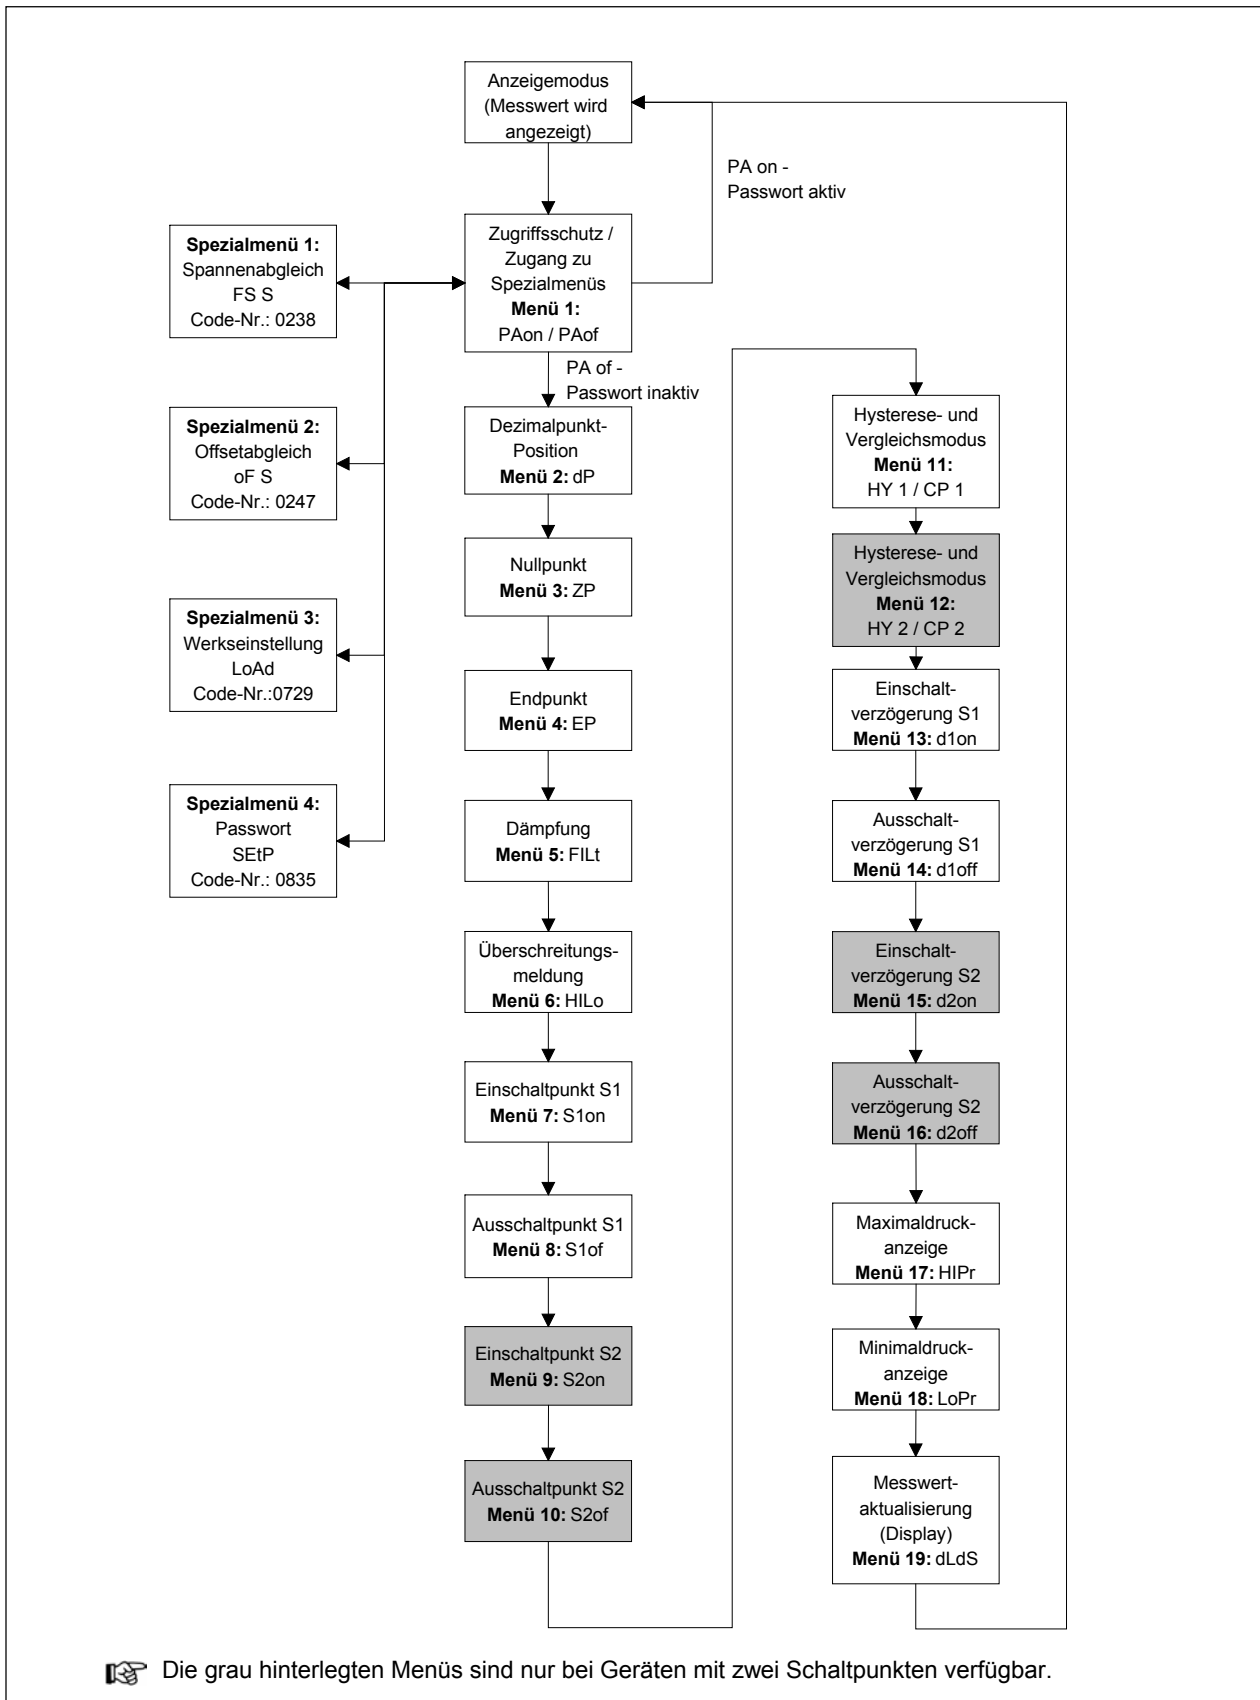 Anzeigemodus
(Messwert wird
angezeigt)
PA on -
Passwort aktiv
Zugriffsschutz /
Zugang zu
Spezialmenüs
Menü 1:
PAon / PAof
PA of -
Passwort inaktiv
Spezialmenü 1:
Spannenabgleich
FS S
Code-Nr.: 0238
Spezialmenü 2:
Offsetabgleich
oF S
Code-Nr.: 0247
Spezialmenü 3:
Werkseinstellung
LoAd
Code-Nr.:0729
Spezialmenü 4:
Passwort
SEtP
Code-Nr.: 0835
Dezimalpunkt-
Position
Menü 2: dP
Nullpunkt
Menü 3: ZP
Endpunkt
Menü 4: EP
Dämpfung
Menü 5: FILt
Überschreitungs-
meldung
Menü 6: HILo
Einschaltpunkt S1
Menü 7: S1on
Ausschaltpunkt S1
Menü 8: S1of
Einschaltpunkt S2
Menü 9: S2on
Ausschaltpunkt S2
Menü 10: S2of
Hysterese- und
Vergleichsmodus
Menü 11:
HY 1 / CP 1
Hysterese- und
Vergleichsmodus
Menü 12:
HY 2 / CP 2
Einschalt-
verzögerung S1
Menü 13: d1on
Ausschalt-
verzögerung S1
Menü 14: d1off
Einschalt-
verzögerung S2
Menü 15: d2on
Ausschalt-
verzögerung S2
Menü 16: d2off
Maximaldruck-
anzeige
Menü 17: HIPr
Minimaldruck-
anzeige
Menü 18: LoPr
Messwert-
aktualisierung
(Display)
Menü 19: dLdS
Die grau hinterlegten Menüs sind nur bei Geräten mit zwei Schaltpunkten verfügbar.